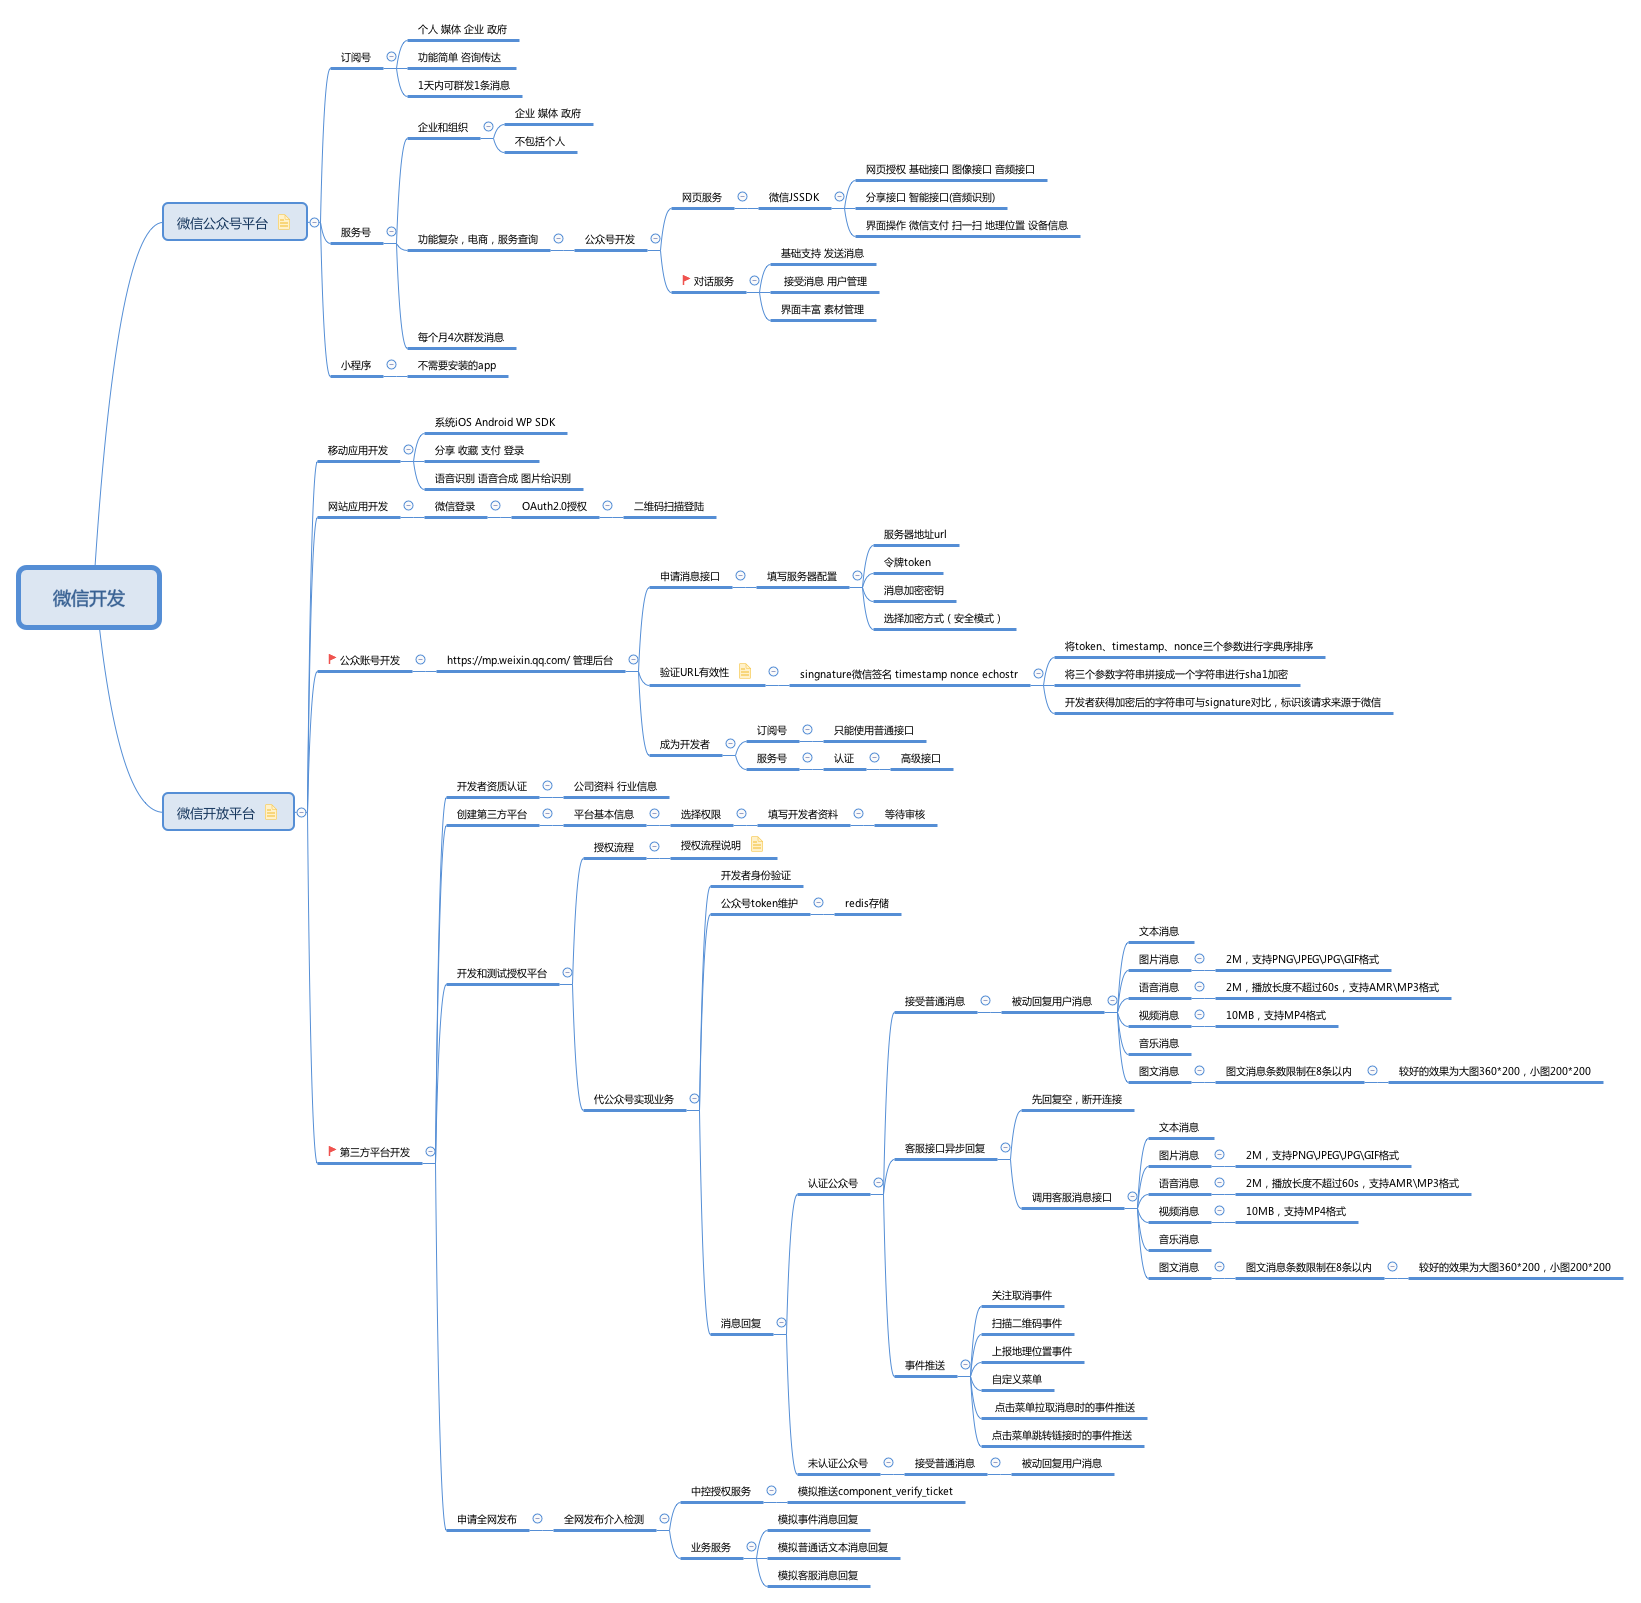 微信开发
微信公众号平台
订阅号
个人 媒体 企业 政府
功能简单 咨询传达
1天内可群发1条消息
服务号
企业和组织
企业 媒体 政府
不包括个人
功能复杂，电商，服务查询
公众号开发
网页服务
微信JSSDK
网页授权 基础接口 图像接口 音频接口
分享接口 智能接口(音频识别)
界面操作 微信支付 扫一扫 地理位置 设备信息
对话服务
基础支持 发送消息
接受消息 用户管理
界面丰富 素材管理
每个月4次群发消息
小程序
不需要安装的app
微信开放平台
移动应用开发
系统iOS Android WP SDK
分享 收藏 支付 登录
语音识别 语音合成 图片给识别
网站应用开发
微信登录
OAuth2.0授权
二维码扫描登陆
公众账号开发
https://mp.weixin.qq.com/ 管理后台
申请消息接口
填写服务器配置
服务器地址url
令牌token
消息加密密钥
选择加密方式（安全模式）
验证URL有效性
singnature微信签名 timestamp nonce echostr
将token、timestamp、nonce三个参数进行字典序排序
将三个参数字符串拼接成一个字符串进行sha1加密
开发者获得加密后的字符串可与signature对比，标识该请求来源于微信
成为开发者
订阅号
只能使用普通接口
服务号
认证
高级接口
第三方平台开发
开发者资质认证
公司资料 行业信息
创建第三方平台
平台基本信息
选择权限
填写开发者资料
等待审核
开发和测试授权平台
授权流程
授权流程说明
代公众号实现业务
开发者身份验证
公众号token维护
redis存储
消息回复
认证公众号
接受普通消息
被动回复用户消息
文本消息
图片消息
2M，支持PNG\JPEG\JPG\GIF格式
语音消息
2M，播放长度不超过60s，支持AMR\MP3格式
视频消息
10MB，支持MP4格式
音乐消息
图文消息
图文消息条数限制在8条以内
较好的效果为大图360*200，小图200*200
客服接口异步回复
先回复空，断开连接
调用客服消息接口
文本消息
图片消息
2M，支持PNG\JPEG\JPG\GIF格式
语音消息
2M，播放长度不超过60s，支持AMR\MP3格式
视频消息
10MB，支持MP4格式
音乐消息
图文消息
图文消息条数限制在8条以内
较好的效果为大图360*200，小图200*200
事件推送
关注取消事件
扫描二维码事件
上报地理位置事件
自定义菜单
点击菜单拉取消息时的事件推送
点击菜单跳转链接时的事件推送
未认证公众号
接受普通消息
被动回复用户消息
申请全网发布
全网发布介入检测
中控授权服务
模拟推送component_verify_ticket
业务服务
模拟事件消息回复
模拟普通话文本消息回复
模拟客服消息回复